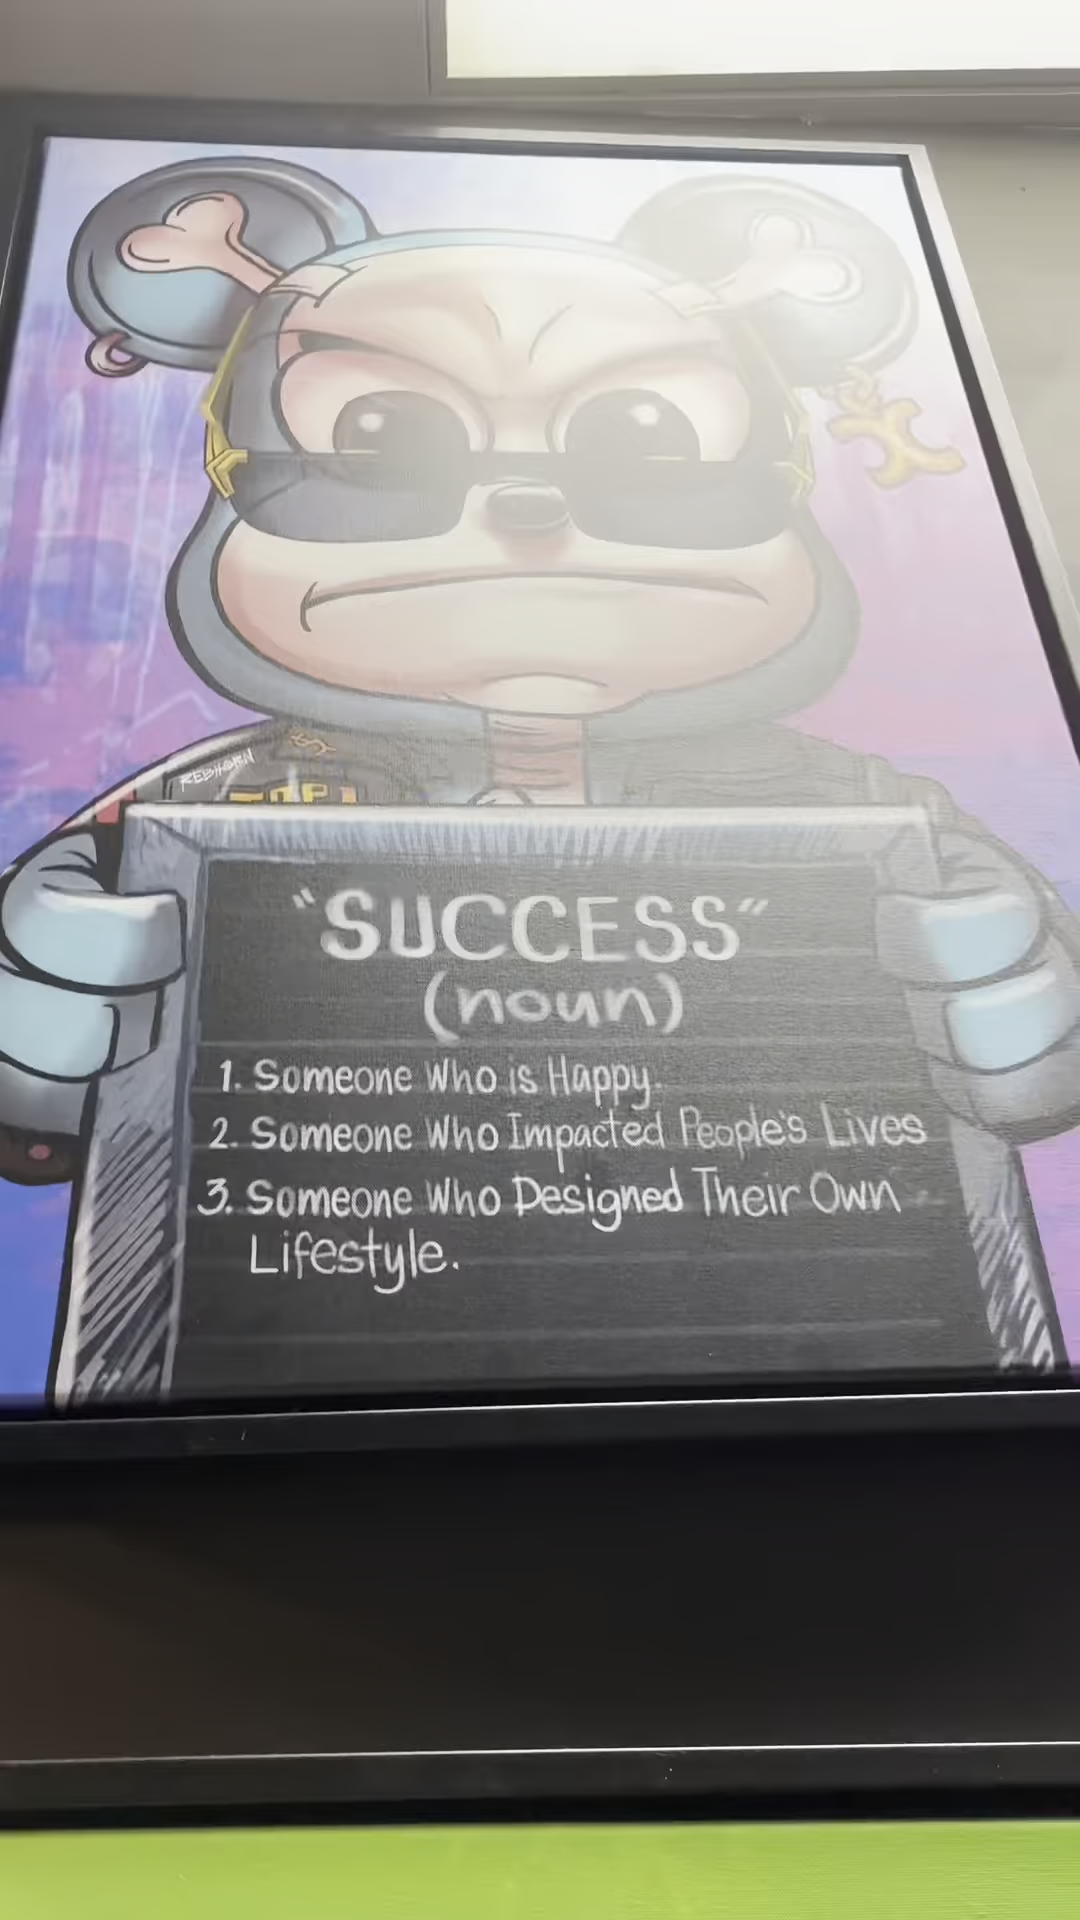 REBHORN
"SUCCESS"
(noun)
1. Someone Who is Happy.
2. Someone Who Impacted People's Lives
3. Someone Who Designed Their Own
Lifestyle.